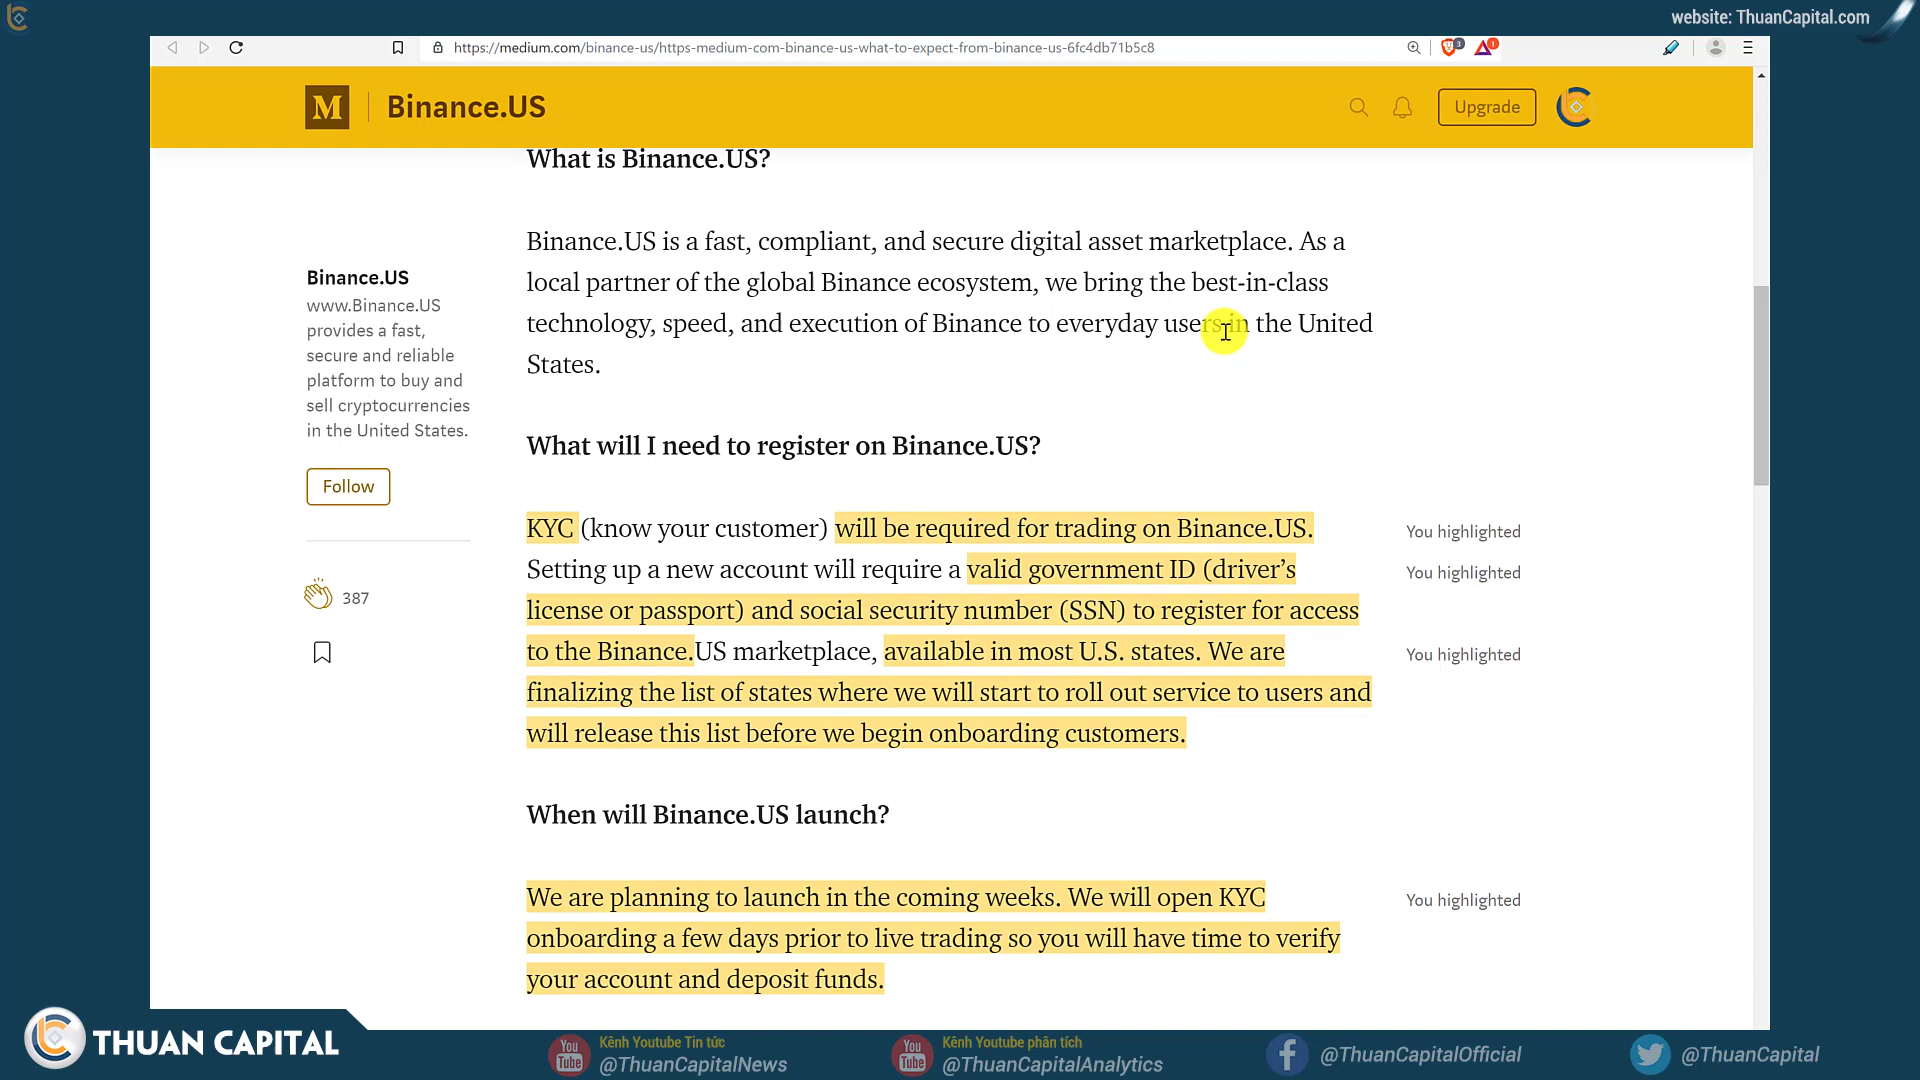 website: ThuanCapital.com
https://medium.com/binance-us/https-medium-com-binance-us-what-to-expect-from-binance-us-6fc4db71b5c8
3
1
M
Binance.US
Upgrade
What is Binance.US?
Binance.US is a fast, compliant, and secure digital asset marketplace. As a
local partner of the global Binance ecosystem, we bring the best-in-class
technology, speed, and execution of Binance to everyday users in the United
States.
Binance.US
www.Binance.US
provides a fast,
secure and reliable
platform to buy and
sell cryptocurrencies
in the United States.
Follow
387
What will I need to register on Binance.US?
KYC (know your customer) will be required for trading on Binance.US.
You highlighted
Setting up a new account will require a valid government ID (driver’s
You highlighted
license or passport) and social security number (SSN) to register for access
to the Binance.US marketplace, available in most U.S. states. We are
You highlighted
finalizing the list of states where we will start to roll out service to users and
will release this list before we begin onboarding customers.
When will Binance.US launch?
We are planning to launch in the coming weeks. We will open KYC
You highlighted
onboarding a few days prior to live trading so you will have time to verify
your account and deposit funds.
THUAN CAPITAL
You Tube
Kênh Youtube Tin tức
@ThuanCapitalNews
You Tube
Kênh Youtube phân tích
@ThuanCapitalAnalytics
@ThuanCapitalOfficial
@ThuanCapital